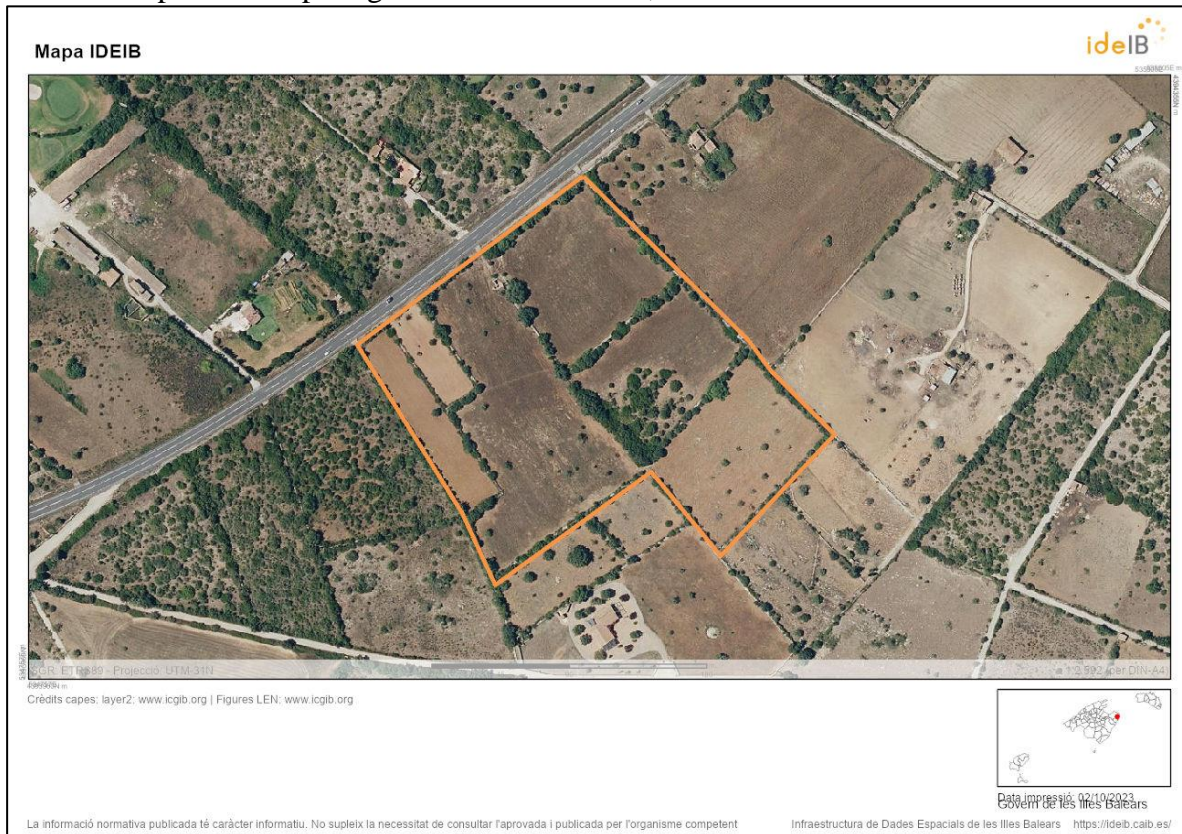 Mapa IDEIB
ideIB
SGR: ETRS89 - Projecció: UTM-31N
1:2.592 (per DIN-A4)
Crèdits capes: layer2: www.icgib.org | Figures LEN: www.icgib.org
Data impressió: 02/10/2023
Govern de les Illes Balears
La informació normativa publicada té caràcter informatiu. No supleix la necessitat de consultar l'aprovada i publicada per l'organisme competent
Infraestructura de Dades Espacials de les Illes Balears https://ideib.caib.es/